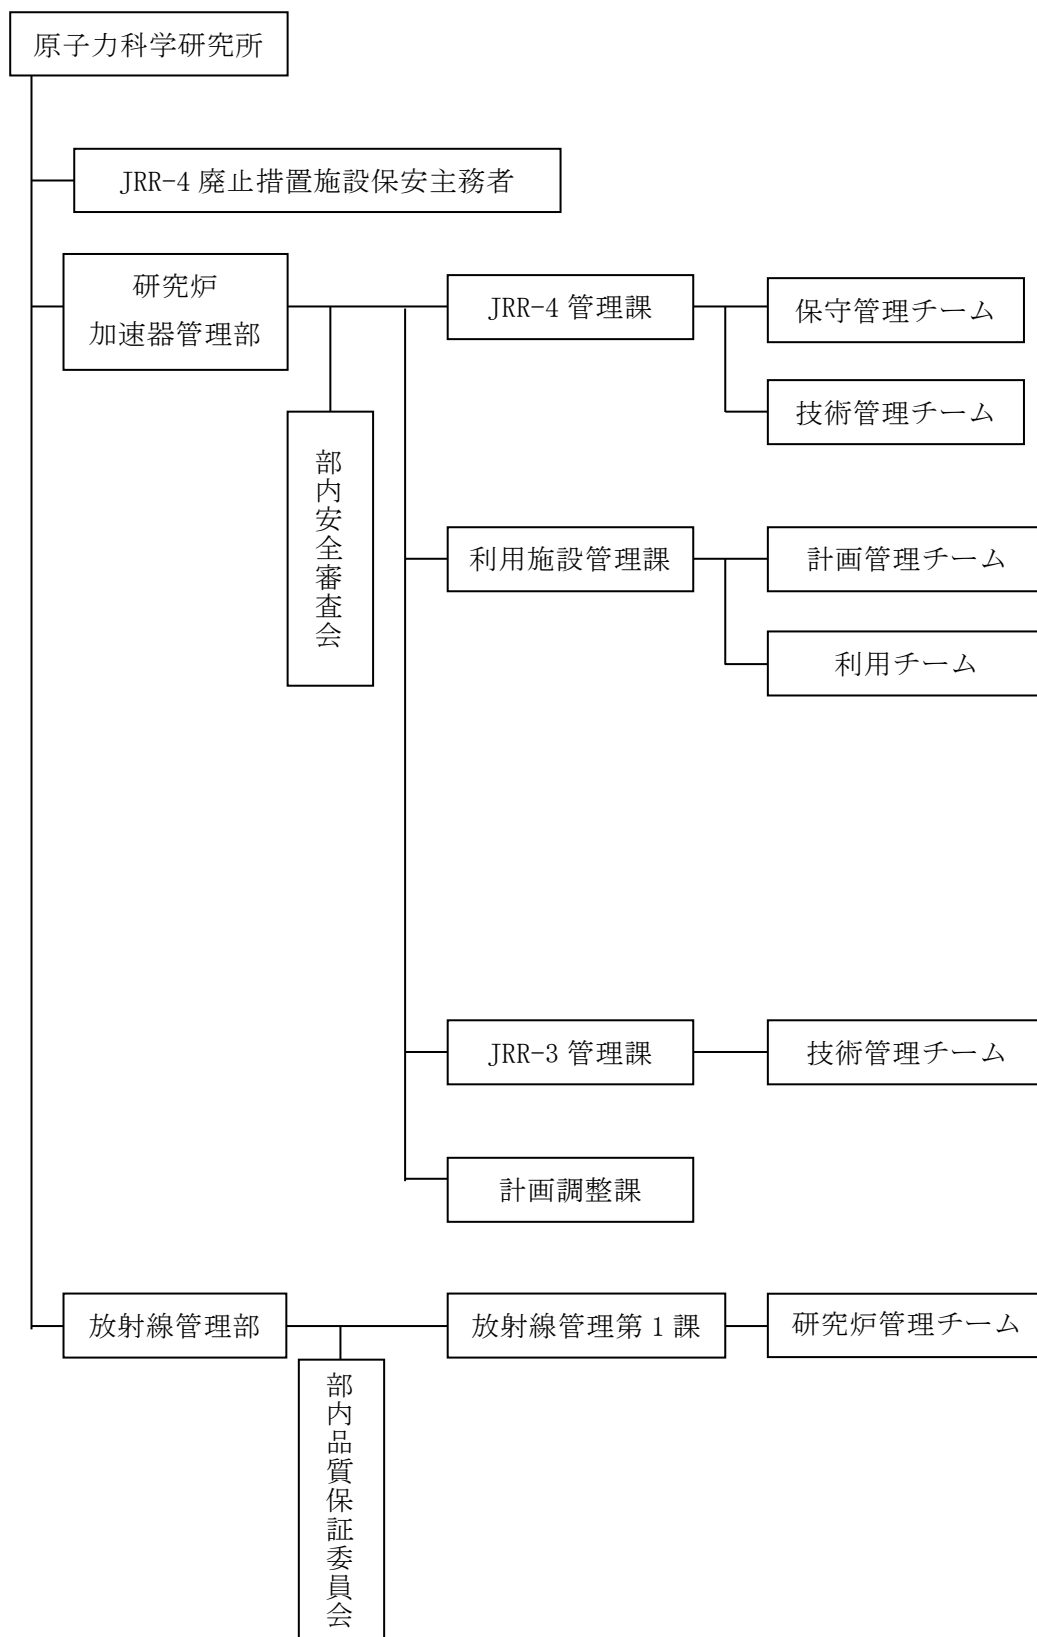 原子力科学研究所
JRR-4 廃止措置施設保安主務者
研究炉
加速器管理部
部内安全審査会
JRR-4 管理課
保守管理チーム
技術管理チーム
利用施設管理課
計画管理チーム
利用チーム
JRR-3 管理課
技術管理チーム
計画調整課
放射線管理部
部内品質保証委員会
放射線管理第1課
研究炉管理チーム